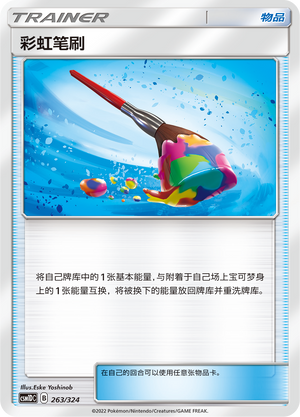 TRAINER 物品
彩虹笔刷
将自己牌库中的1张基本能量，与附着于自己场上宝可梦
身上的1张能量互换，将被换下的能量放回牌库并重洗牌库。
Illus.Eske Yoshinob
CSM1DC B 263/324
在自己的回合可以使用任意张物品卡。
©2022 Pokémon/Nintendo/Creatures/GAME FREAK.